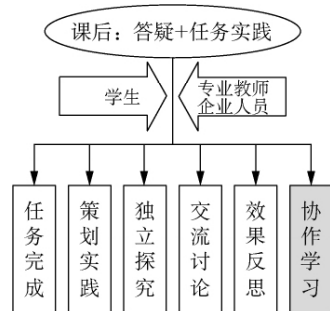 课后：答疑+任务实践
学生
专业教师
企业人员
任务完成
策划实践
独立探究
交流讨论
效果反思
协作学习